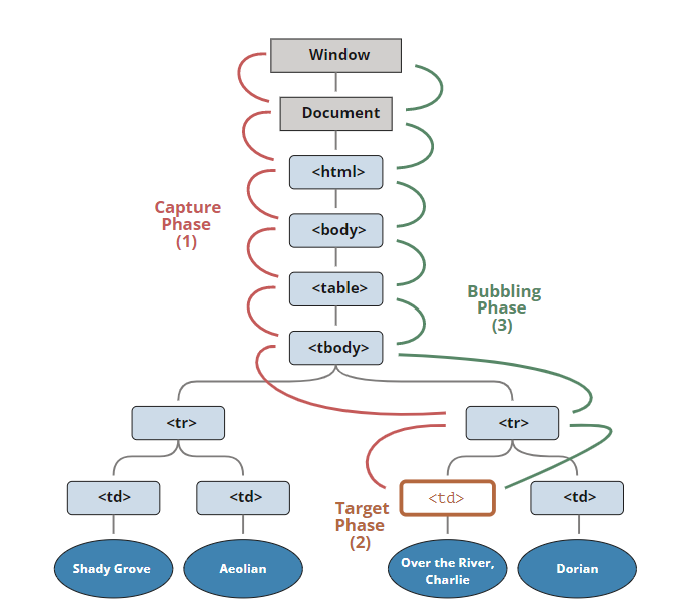 Window
Document
<html>
Capture
Phase
(1)
<body>
<table>
Bubbling
Phase
(3)
<tbody>
<tr>
<tr>
<td>
<td>
<td>
<td>
Target
Phase
(2)
Shady Grove
Aeolian
Over the River,
Charlie
Dorian